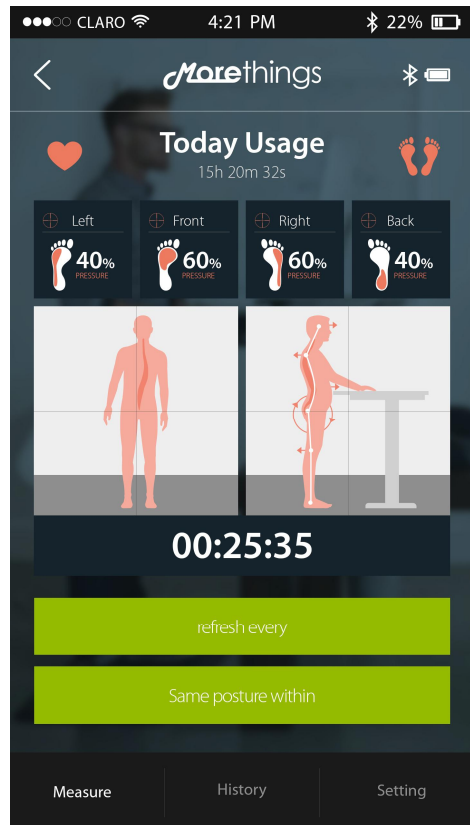 CLARO 4:21 PM 22%
Morethings
Today Usage
15h 20m 32s
Left Front Right Back
40% 60% 60% 40%
PRESSURE PRESSURE PRESSURE PRESSURE
00:25:35
refresh every
Same posture within
Measure History Setting